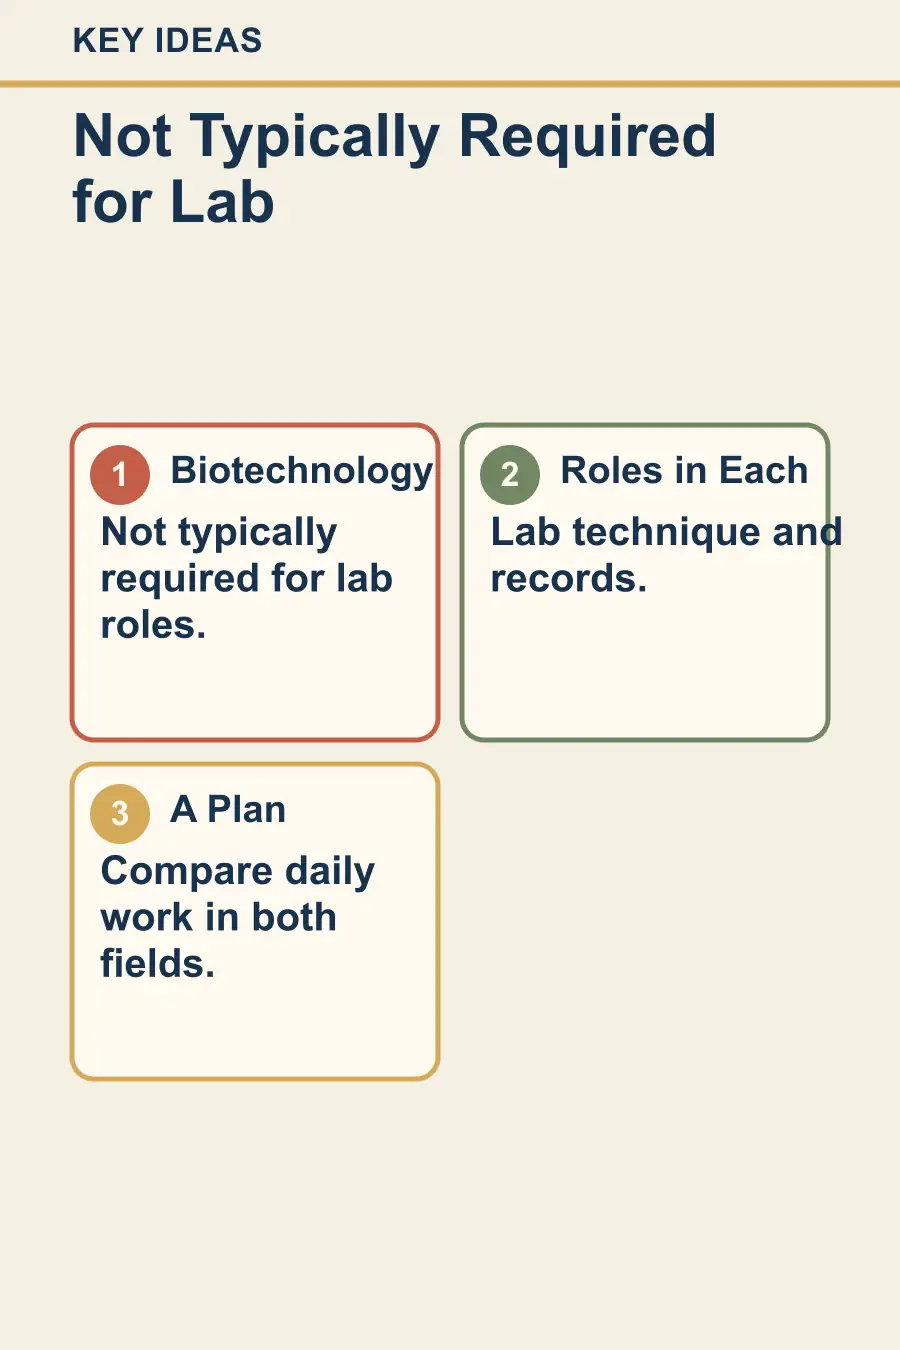 KEY IDEAS
Not Typically Required
for Lab
1 Biotechnology
Not typically
required for lab
roles.
2 Roles in Each
Lab technique and
records.
3 A Plan
Compare daily
work in both
fields.